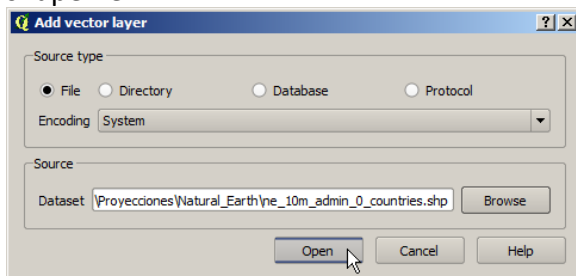 Add vector layer
Source type
File Directory Database Protocol
Encoding System
Source
Dataset \Proyecciones\Natural_Earth\ne_10m_admin_0_countries.shp Browse
Open Cancel Help